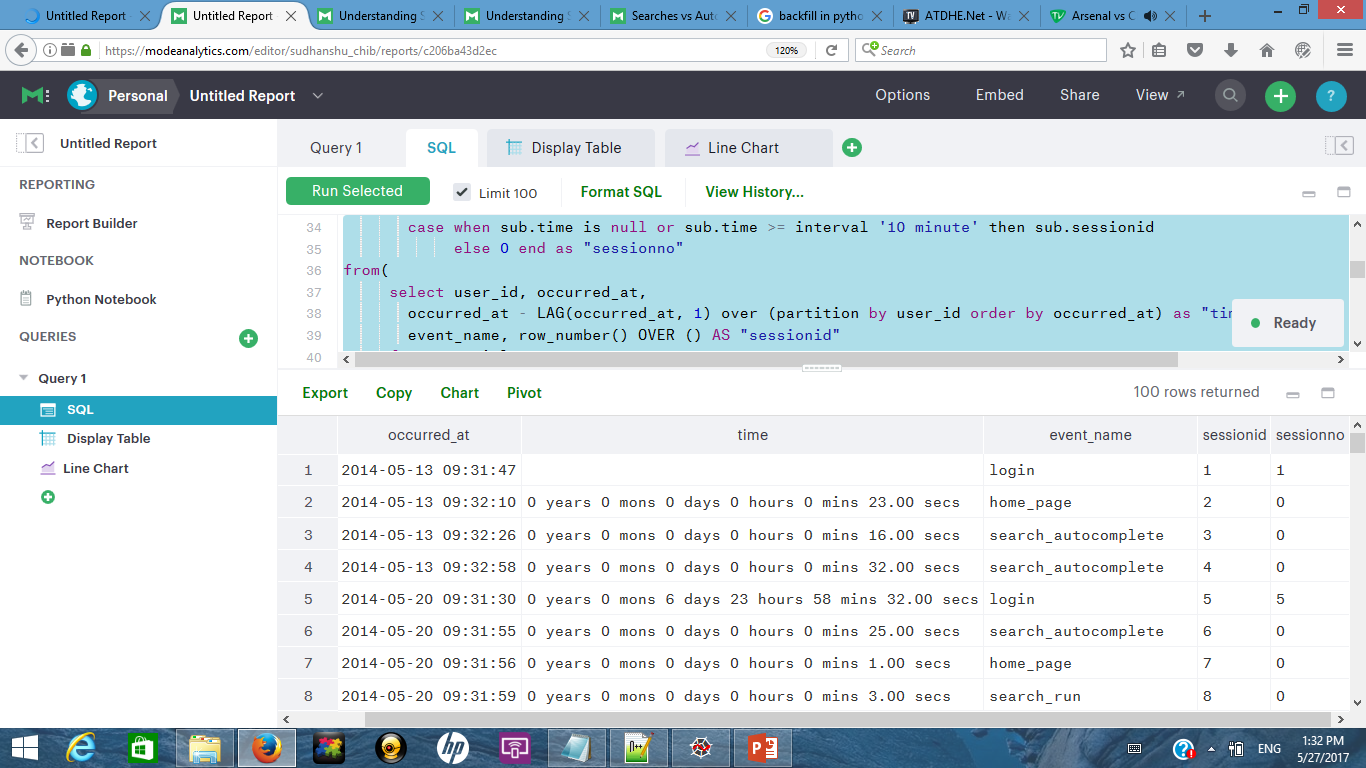 Untitled Report -
Untitled Report -
Understanding S
Understanding S
Searches vs Auto
backfill in pytho
ATDHE.Net - Wa
Arsenal vs C
https://modeanalytics.com/editor/sudhanshu_chib/reports/c206ba43d2ec
120%
Search
Personal
Untitled Report
Options
Embed
Share
View
?
Untitled Report
Query 1
SQL
Display Table
Line Chart
REPORTING
Report Builder
NOTEBOOK
Python Notebook
QUERIES
Query 1
SQL
Display Table
Line Chart
Run Selected
Limit 100
Format SQL
View History...
34 case when sub.time is null or sub.time >= interval '10 minute' then sub.sessionid
35 else 0 end as "sessionno"
36 from(
37 select user_id, occurred_at,
38 occurred_at - LAG(occurred_at, 1) over (partition by user_id order by occurred_at) as "tim
39 event_name, row_number() OVER () AS "sessionid"
40
Ready
Export Copy Chart Pivot 100 rows returned
occurred_at time event_name sessionid sessionno
1 2014-05-13 09:31:47 login 1 1
2 2014-05-13 09:32:10 0 years 0 mons 0 days 0 hours 0 mins 23.00 secs home_page 2 0
3 2014-05-13 09:32:26 0 years 0 mons 0 days 0 hours 0 mins 16.00 secs search_autocomplete 3 0
4 2014-05-13 09:32:58 0 years 0 mons 0 days 0 hours 0 mins 32.00 secs search_autocomplete 4 0
5 2014-05-20 09:31:30 0 years 0 mons 6 days 23 hours 58 mins 32.00 secs login 5 5
6 2014-05-20 09:31:55 0 years 0 mons 0 days 0 hours 0 mins 25.00 secs search_autocomplete 6 0
7 2014-05-20 09:31:56 0 years 0 mons 0 days 0 hours 0 mins 1.00 secs home_page 7 0
8 2014-05-20 09:31:59 0 years 0 mons 0 days 0 hours 0 mins 3.00 secs search_run 8 0
ENG
1:32 PM
5/27/2017